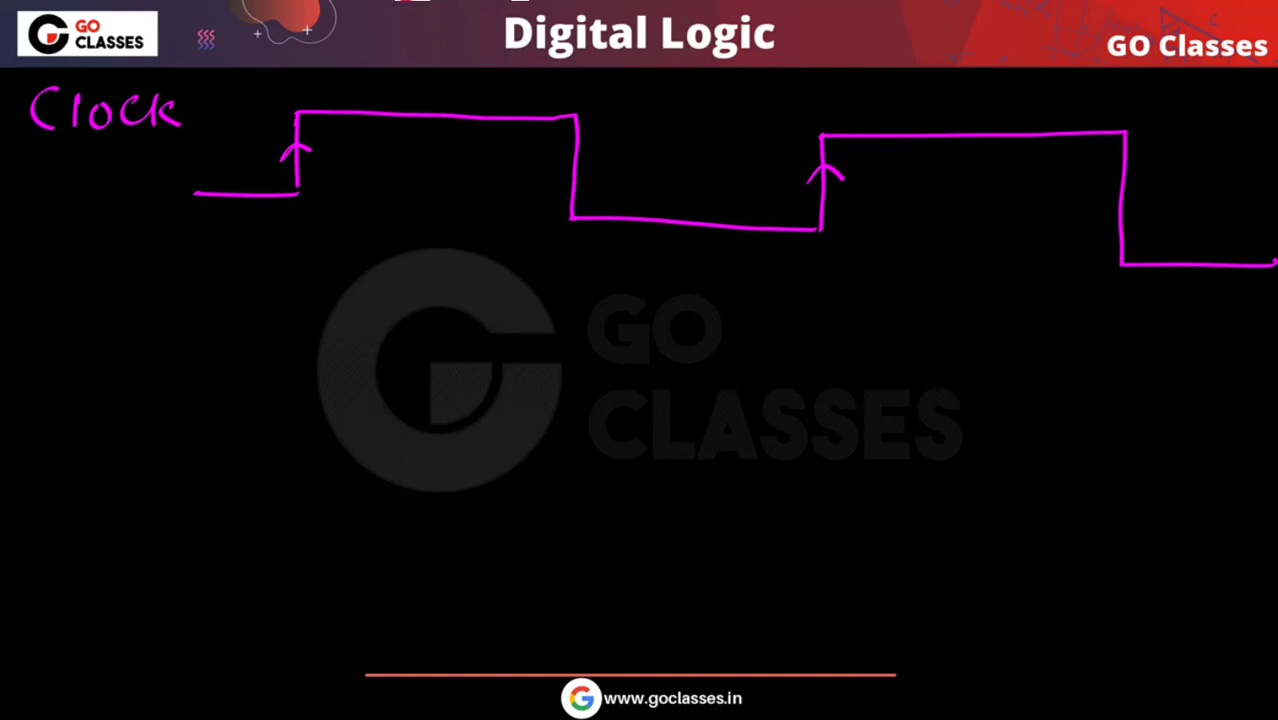 GO
CLASSES
Digital Logic
GO Classes
Clock
GO
CLASSES
www.goclasses.in